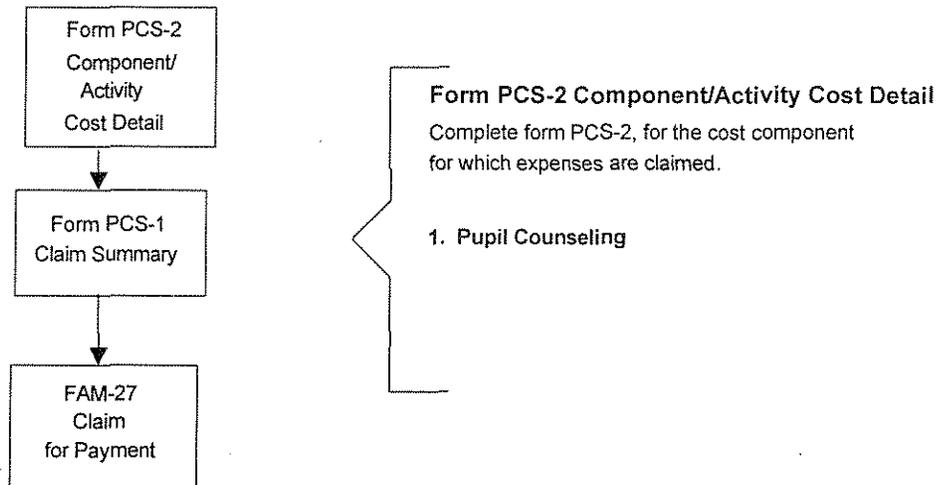 Form PCS-2
Component/
Activity
Cost Detail
Form PCS-1
Claim Summary
FAM-27
Claim
for Payment
Form PCS-2 Component/Activity Cost Detail
Complete form PCS-2, for the cost component
for which expenses are claimed.
1. Pupil Counseling